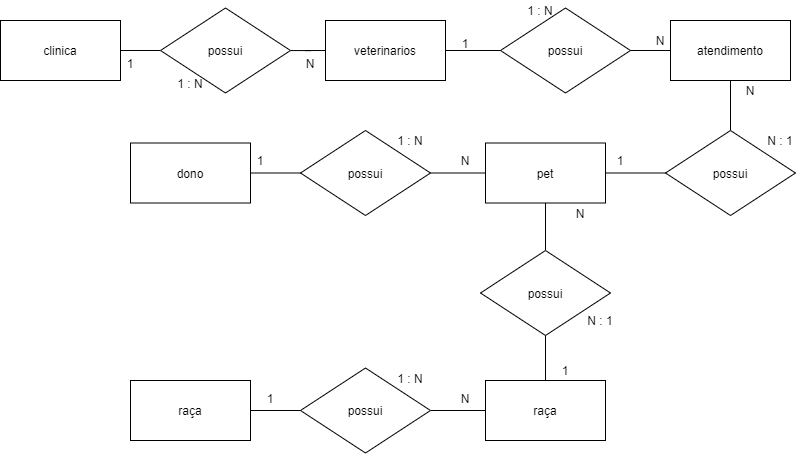 1 : N
clinica
possui
veterinarios
possui
atendimento
1
N
1
N
1 : N
N
dono
1
possui
1 : N
N
pet
1
possui
N : 1
N
possui
N : 1
1
raça
1
possui
1 : N
N
raça